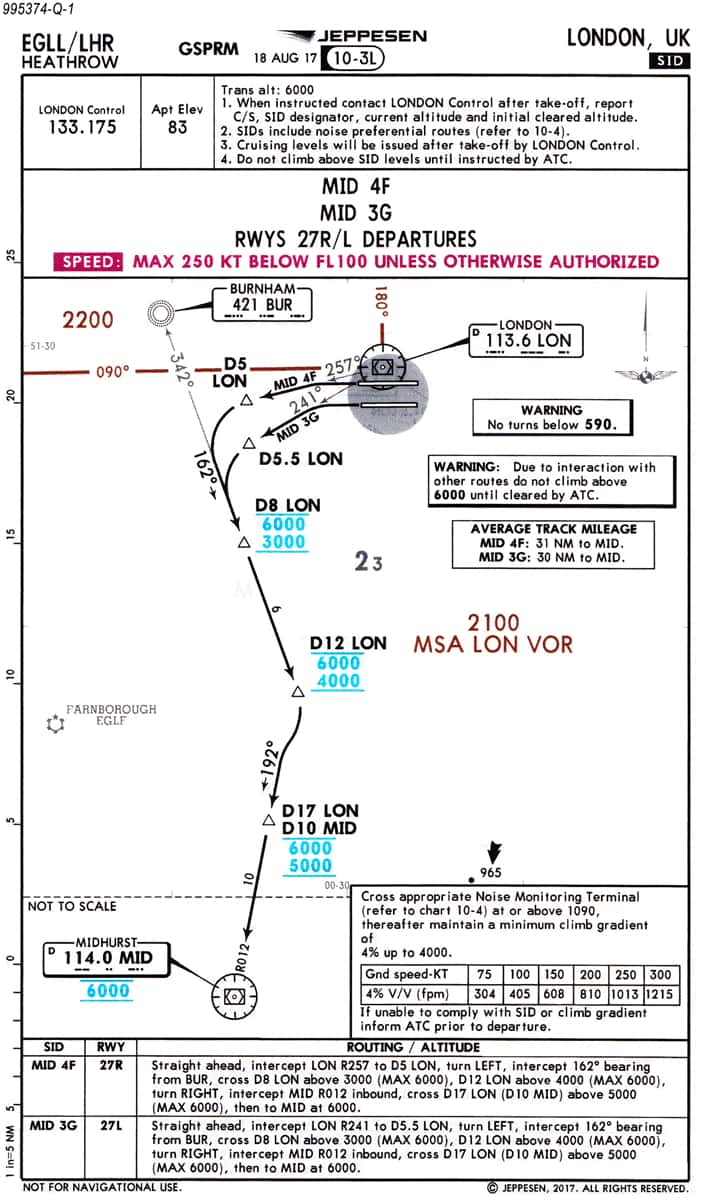 995374-Q-1
EGLL/LHR
HEATHROW
GSPRM
JEPPESEN
18 AUG 17
10-3L
LONDON, UK
SID
LONDON Control
133.175
Apt Elev
83
Trans alt: 6000
1. When instructed contact LONDON Control after take-off, report
C/S, SID designator, current altitude and initial cleared altitude.
2. SIDs include noise preferential routes (refer to 10-4).
3. Cruising levels will be issued after take-off by LONDON Control.
4. Do not climb above SID levels until instructed by ATC.
MID 4F
MID 3G
RWYS 27R/L DEPARTURES
SPEED: MAX 250 KT BELOW FL100 UNLESS OTHERWISE AUTHORIZED
25
BURNHAM
421 BUR
180°
2200
LONDON
D 113.6 LON
51-30
N
342°
D5
LON
257°
090°
MID 4F
20
241°
MID 3G
WARNING
No turns below 590.
D5.5 LON
162°
WARNING: Due to interaction with
other routes do not climb above
6000 until cleared by ATC.
D8 LON
6000
3000
AVERAGE TRACK MILEAGE
MID 4F: 31 NM to MID.
MID 3G: 30 NM to MID.
15
23
9
2100
MSA LON VOR
D12 LON
6000
4000
10
FARNBOROUGH
EGLF
192°
D17 LON
D10 MID
6000
5000
5
965
10
00-30
NOT TO SCALE
Cross appropriate Noise Monitoring Terminal
(refer to chart 10-4) at or above 1090,
thereafter maintain a minimum climb gradient
of
4% up to 4000.
Gnd speed-KT 75 100 150 200 250 300
4% V/V (fpm) 304 405 608 810 1013 1215
If unable to comply with SID or climb gradient
inform ATC prior to departure.
R012
MIDHURST
D 114.0 MID
6000
0
SID RWY ROUTING / ALTITUDE
MID 4F 27R Straight ahead, intercept LON R257 to D5 LON, turn LEFT, intercept 162° bearing
from BUR, cross D8 LON above 3000 (MAX 6000), D12 LON above 4000 (MAX 6000),
turn RIGHT, intercept MID R012 inbound, cross D17 LON (D10 MID) above 5000
(MAX 6000), then to MID at 6000.
MID 3G 27L Straight ahead, intercept LON R241 to D5.5 LON, turn LEFT, intercept 162° bearing
from BUR, cross D8 LON above 3000 (MAX 6000), D12 LON above 4000 (MAX 6000),
turn RIGHT, intercept MID R012 inbound, cross D17 LON (D10 MID) above 5000
(MAX 6000), then to MID at 6000.
5
1 in=5 NM
NOT FOR NAVIGATIONAL USE.
© JEPPESEN, 2017. ALL RIGHTS RESERVED.